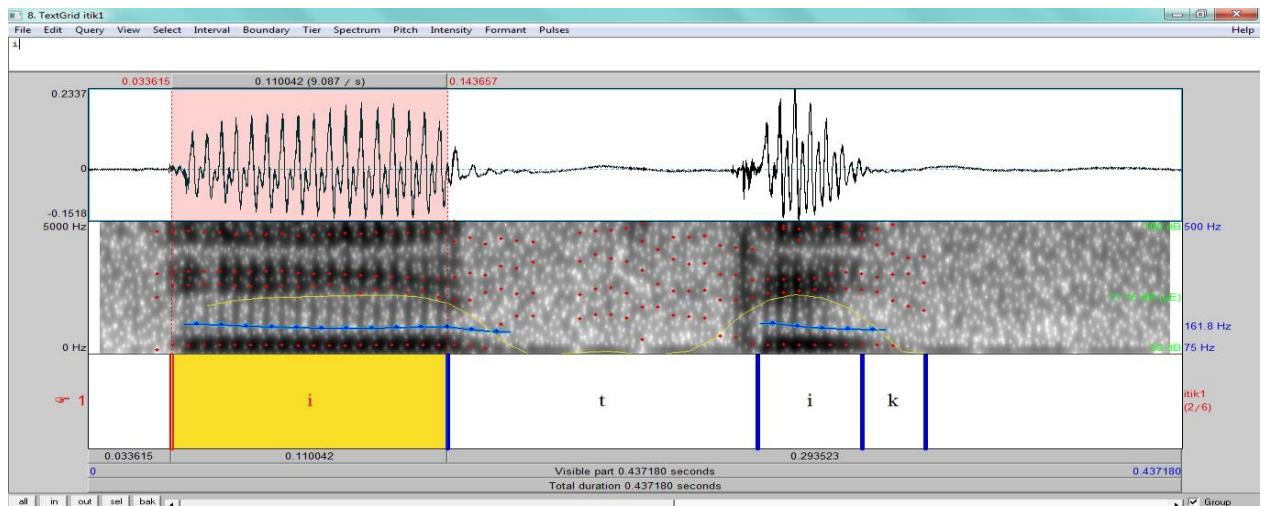 8. TextGrid itik1
File Edit Query View Select Interval Boundary Tier Spectrum Pitch Intensity Formant Pulses Help
i
0.033615 0.110042 (9.087 / s) 0.143657
0.2337
0
-0.1518
5000 Hz 500 Hz
161.8 Hz
0 Hz 75 Hz
1 i t i k itik1
(2/6)
0.033615 0.110042 0.293523
0 Visible part 0.437180 seconds 0.437180
Total duration 0.437180 seconds
all in out sel bak Group